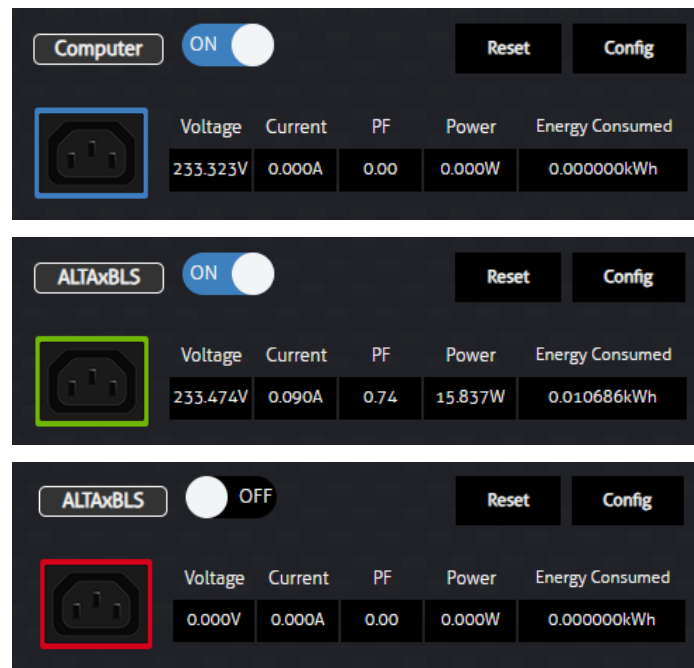 Computer ON Reset Config
Voltage Current PF Power Energy Consumed
233.323V 0.000A 0.00 0.000W 0.000000kWh
ALTAxBLS ON Reset Config
Voltage Current PF Power Energy Consumed
233.474V 0.090A 0.74 15.837W 0.010686kWh
ALTAxBLS OFF Reset Config
Voltage Current PF Power Energy Consumed
0.000V 0.000A 0.00 0.000W 0.000000kWh